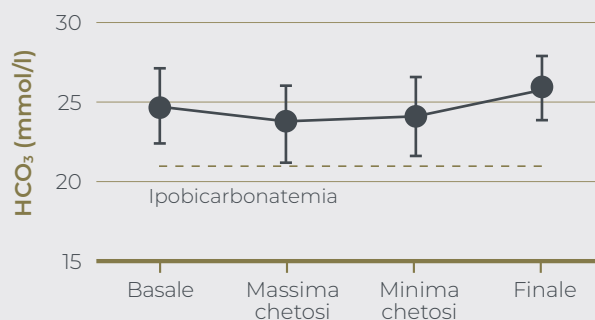 HCO₃ (mmol/l)
30
25
20
15
Ipobicarbonatemia
Basale
Massima
chetosi
Minima
chetosi
Finale